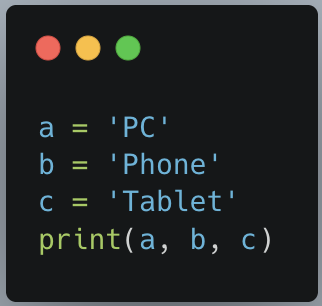 a = 'PC'
b = 'Phone'
c = 'Tablet'
print(a, b, c)